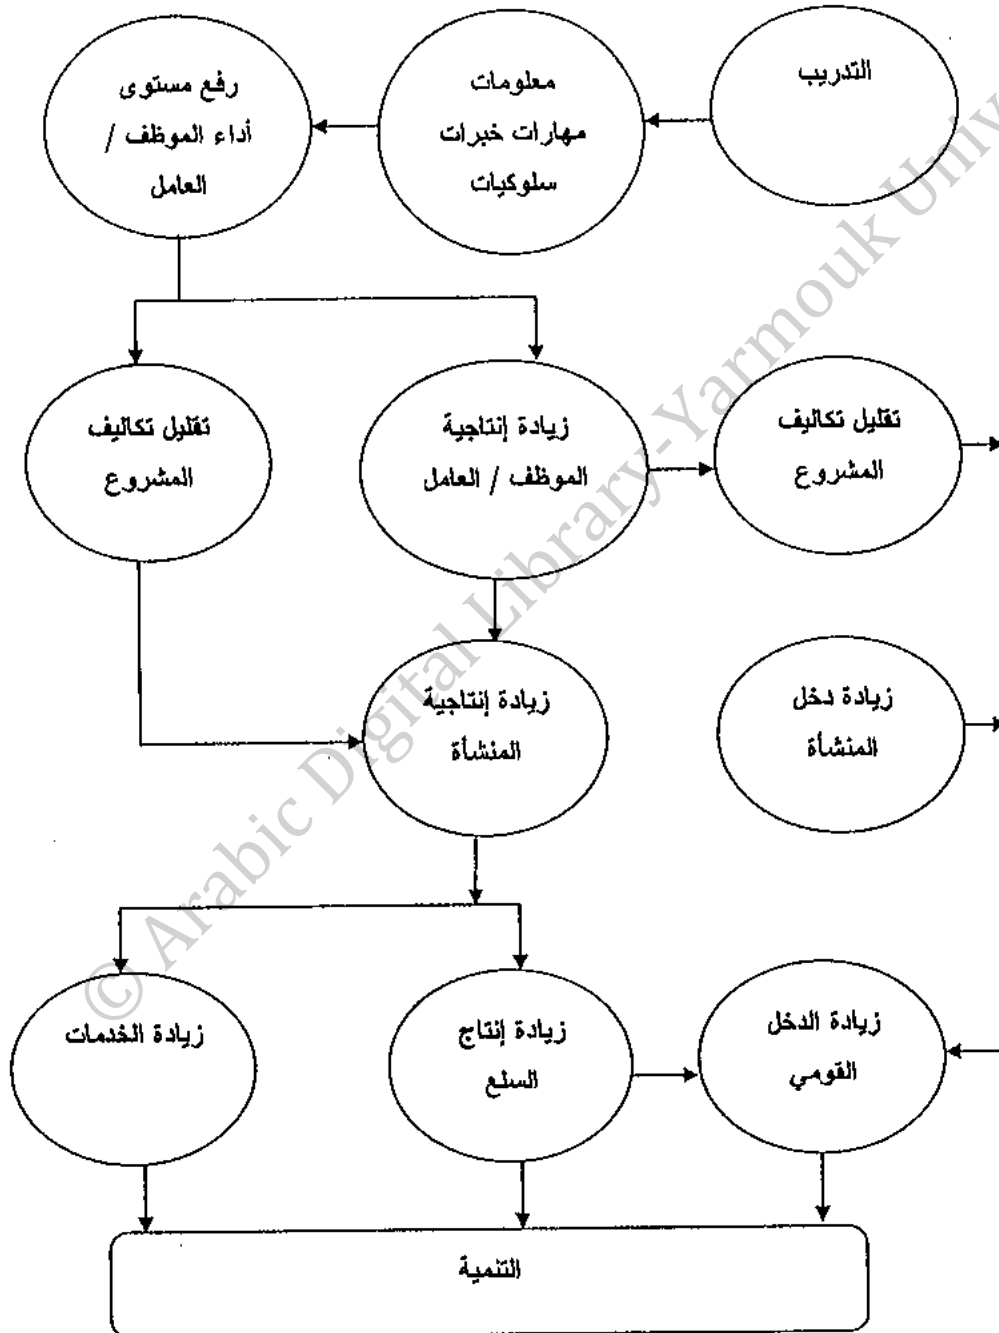 التدريب
معلومات
مهارات خبرات
سلوكيات
رفع مستوى
أداء الموظف /
العامل
تقليل تكاليف
المشروع
زيادة إنتاجية
الموظف / العامل
تقليل تكاليف
المشروع
زيادة دخل
المنشأة
زيادة إنتاجية
المنشأة
زيادة الدخل
القومي
زيادة إنتاج
السلع
زيادة الخدمات
التنمية
© Arabic Digital Library-Yarmouk Univ